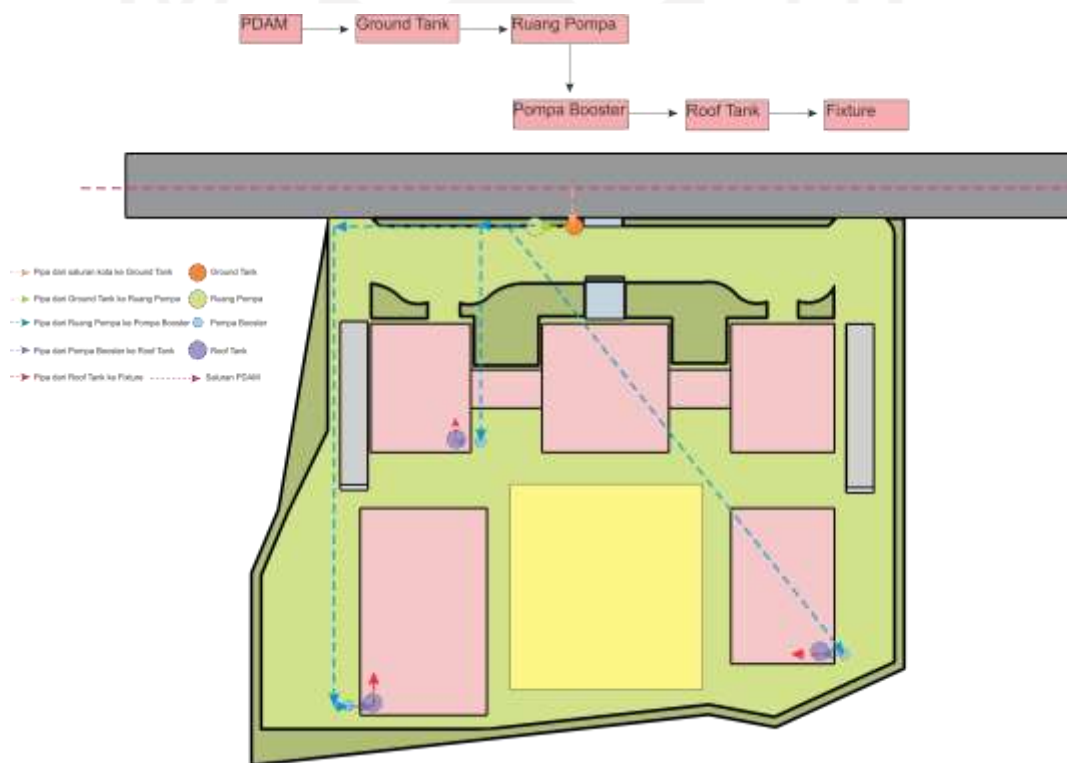 PDAM
Ground Tank
Ruang Pompa
Pompa Booster
Roof Tank
Fixture
Pipa dari saluran kota ke Ground Tank
Ground Tank
Pipa dari Ground Tank ke Ruang Pompa
Ruang Pompa
Pipa dari Ruang Pompa ke Pompa Booster
Pompa Booster
Pipa dari Pompa Booster ke Roof Tank
Roof Tank
Pipa dari Roof Tank ke Fixture
Saluran PDAM